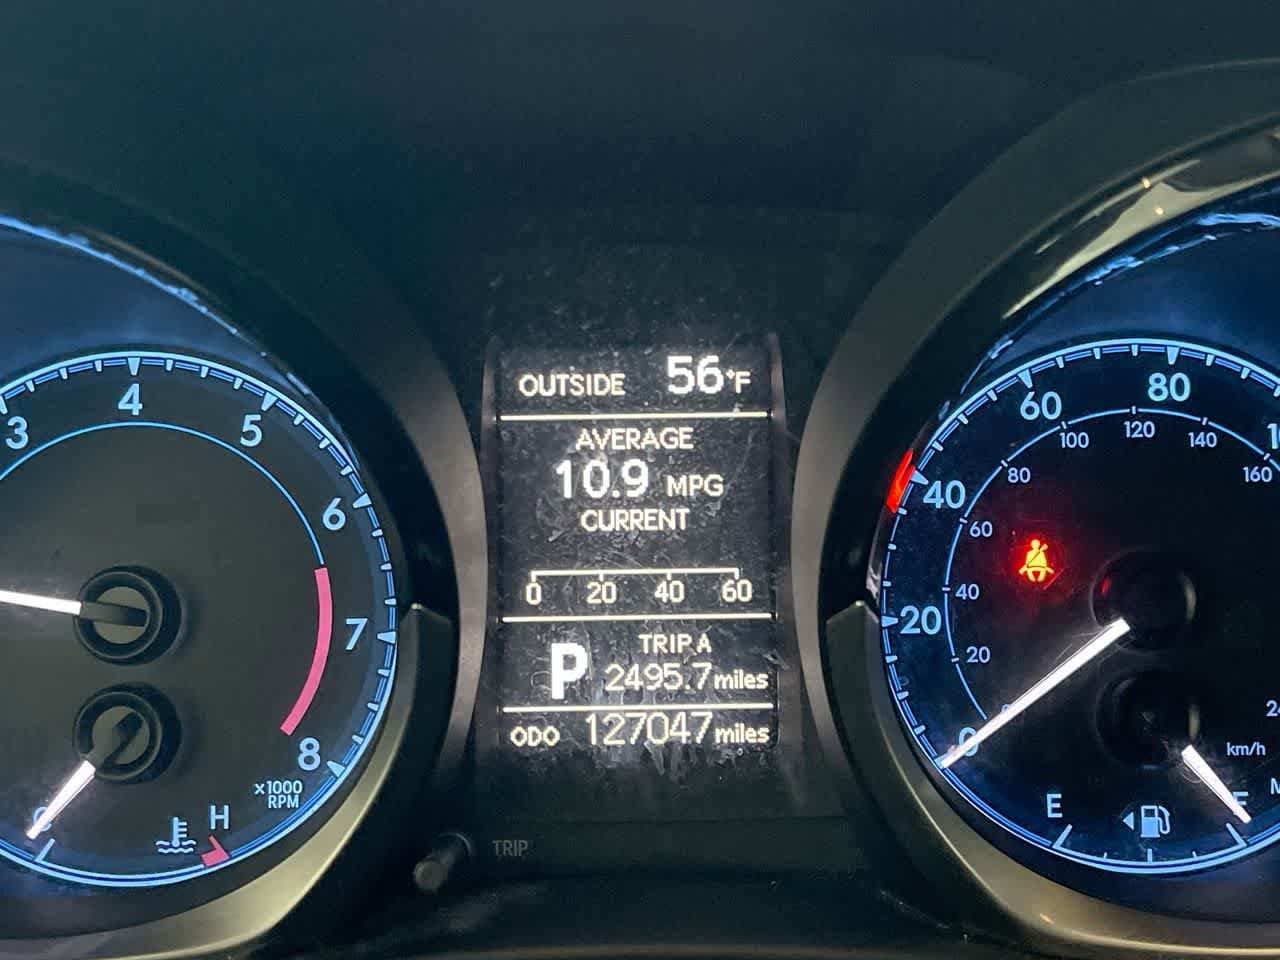 3
4
5
6
7
8
x1000
RPM
H
OUTSIDE 56°F
AVERAGE
10.9 MPG
CURRENT
0 20 40 60
P
TRIP A
2495.7 miles
ODO 127047 miles
TRIP
0
20
40
60
80
20
40
60
80
100
120
140
160
km/h
E
F